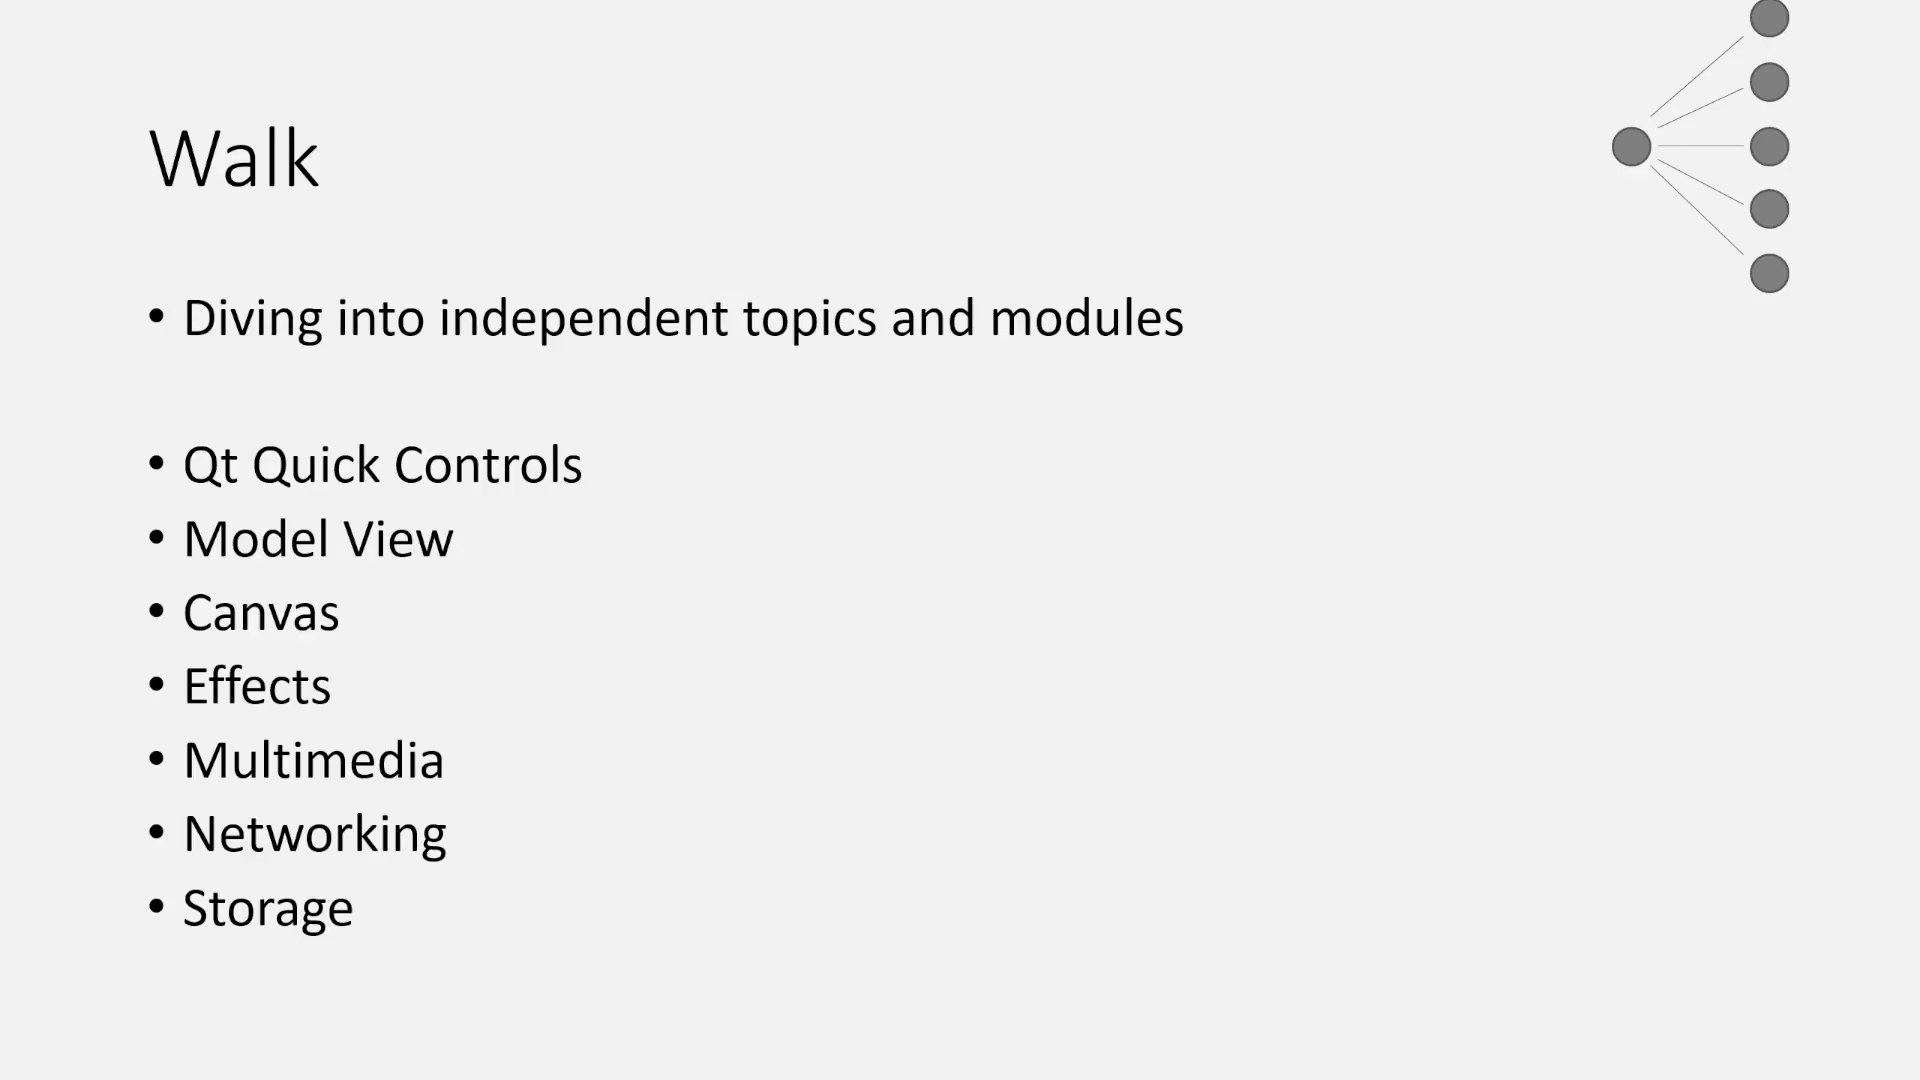 Walk
• Diving into independent topics and modules
• Qt Quick Controls
• Model View
• Canvas
• Effects
• Multimedia
• Networking
• Storage